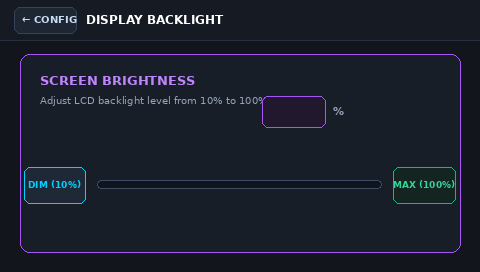 ← CONFIG
DISPLAY BACKLIGHT
SCREEN BRIGHTNESS
Adjust LCD backlight level from 10% to 100%
%
DIM (10%)
MAX (100%)